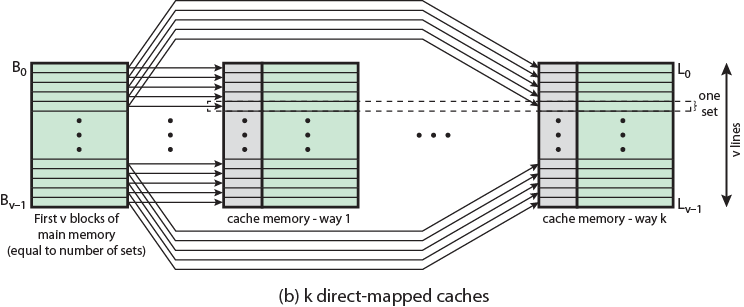 B0
Bv–1
First v blocks of
main memory
(equal to number of sets)
cache memory - way 1
cache memory - way k
L0
Lv–1
one
set
v lines
(b) k direct-mapped caches